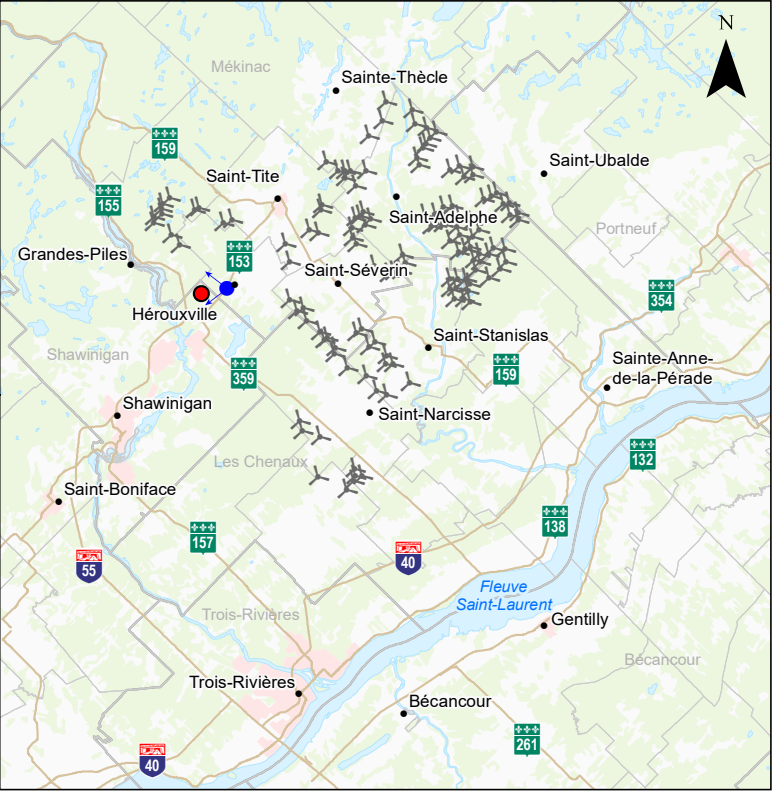 N
Mékinac
Sainte-Thècle
159
Saint-Ubalde
Saint-Tite
155
Saint-Adelphe
Portneuf
Grandes-Piles
153
Saint-Séverin
354
Hérouxville
Saint-Stanislas
Shawinigan
359
159
Sainte-Anne-
de-la-Pérade
Shawinigan
Saint-Narcisse
132
Les Chenaux
Saint-Boniface
138
157
40
55
Fleuve
Saint-Laurent
Trois-Rivières
Gentilly
Bécancour
Trois-Rivières
Bécancour
261
40